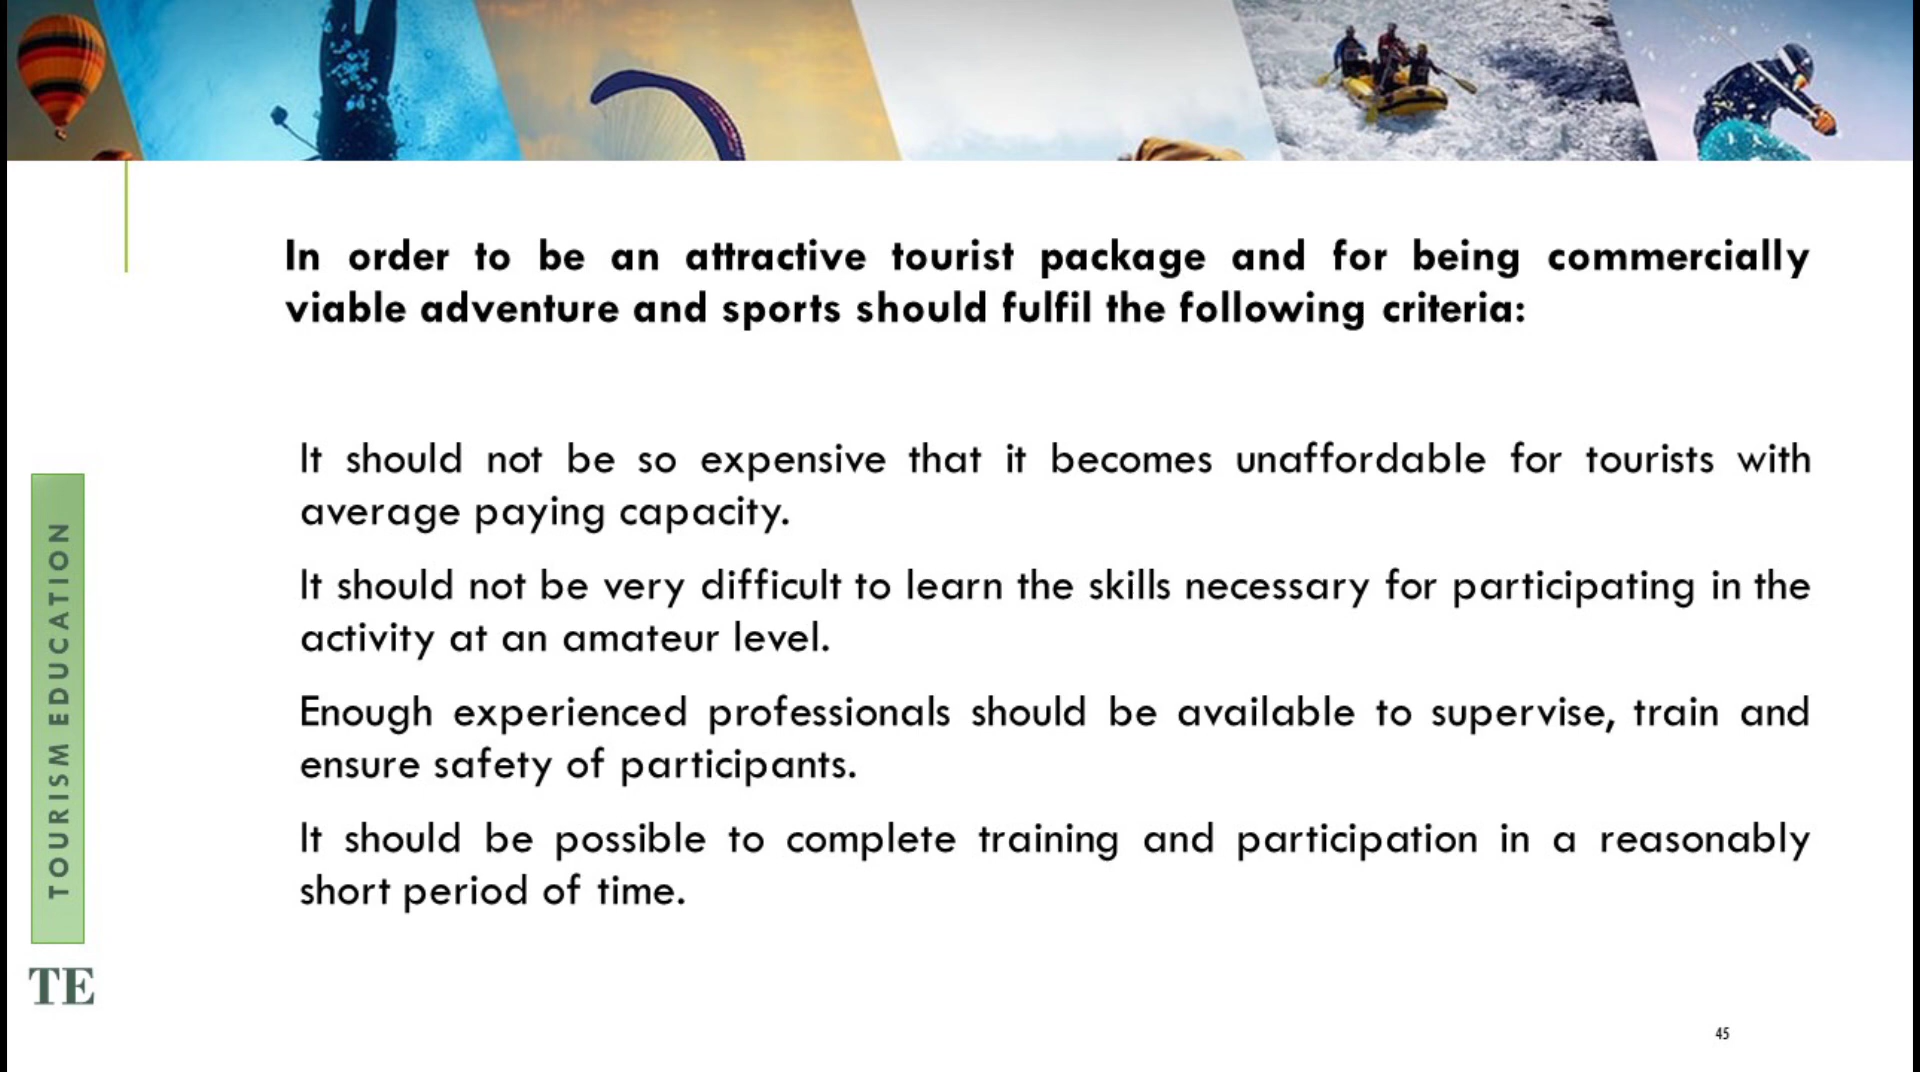 In order to be an attractive tourist package and for being commercially
viable adventure and sports should fulfil the following criteria:
It should not be so expensive that it becomes unaffordable for tourists with
average paying capacity.
It should not be very difficult to learn the skills necessary for participating in the
activity at an amateur level.
Enough experienced professionals should be available to supervise, train and
ensure safety of participants.
It should be possible to complete training and participation in a reasonably
short period of time.
TOURISM EDUCATION
TE
45